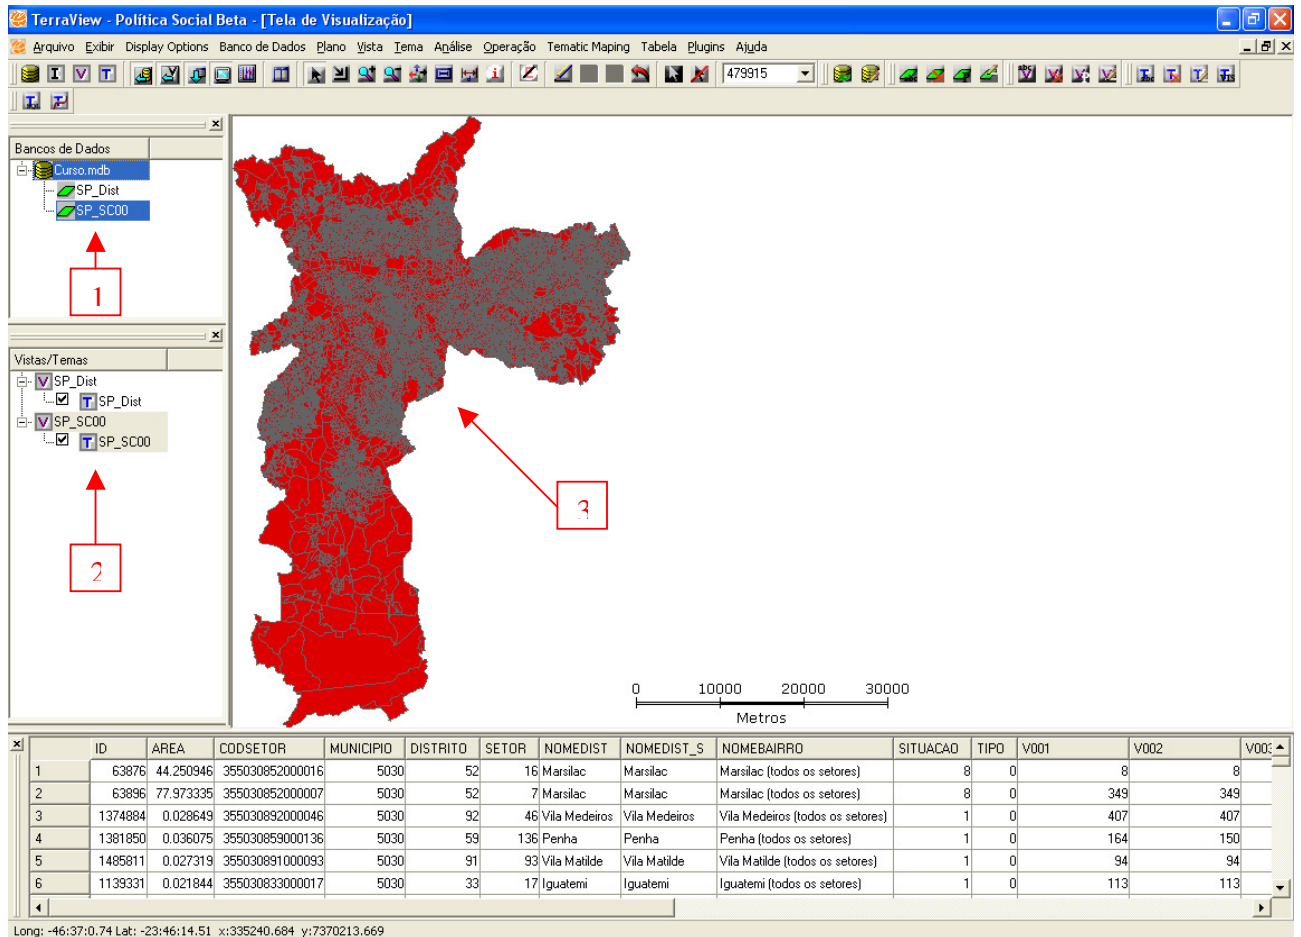 TerraView - Política Social Beta - [Tela de Visualização]
Arquivo Exibir Display Options Banco de Dados Plano Vista Tema Análise Operação Tematic Maping Tabela Plugins Ajuda
479915
Bancos de Dados
Curso.mdb
SP_Dist
SP_SC00
1
Vistas/Temas
SP_Dist
SP_Dist
SP_SC00
SP_SC00
2
3
0 10000 20000 30000
Metros
ID AREA CODSETOR MUNICIPIO DISTRITO SETOR NOMEDIST NOMEDIST_S NOMEBAIRRO SITUACAO TIPO V001 V002 V003
1 63876 44.250946 355030852000016 5030 52 16 Marsilac Marsilac Marsilac (todos os setores) 8 0 8 8
2 63896 77.973335 355030852000007 5030 52 7 Marsilac Marsilac Marsilac (todos os setores) 8 0 349 349
3 1374884 0.028649 355030892000046 5030 92 46 Vila Medeiros Vila Medeiros Vila Medeiros (todos os setores) 1 0 407 407
4 1381850 0.036075 355030859000136 5030 59 136 Penha Penha Penha (todos os setores) 1 0 164 150
5 1485811 0.027319 355030891000093 5030 91 93 Vila Matilde Vila Matilde Vila Matilde (todos os setores) 1 0 94 94
6 1139331 0.021844 355030833000017 5030 33 17 Iguatemi Iguatemi Iguatemi (todos os setores) 1 0 113 113
Long: -46:37:0.74 Lat: -23:46:14.51 x:335240.684 y:7370213.669